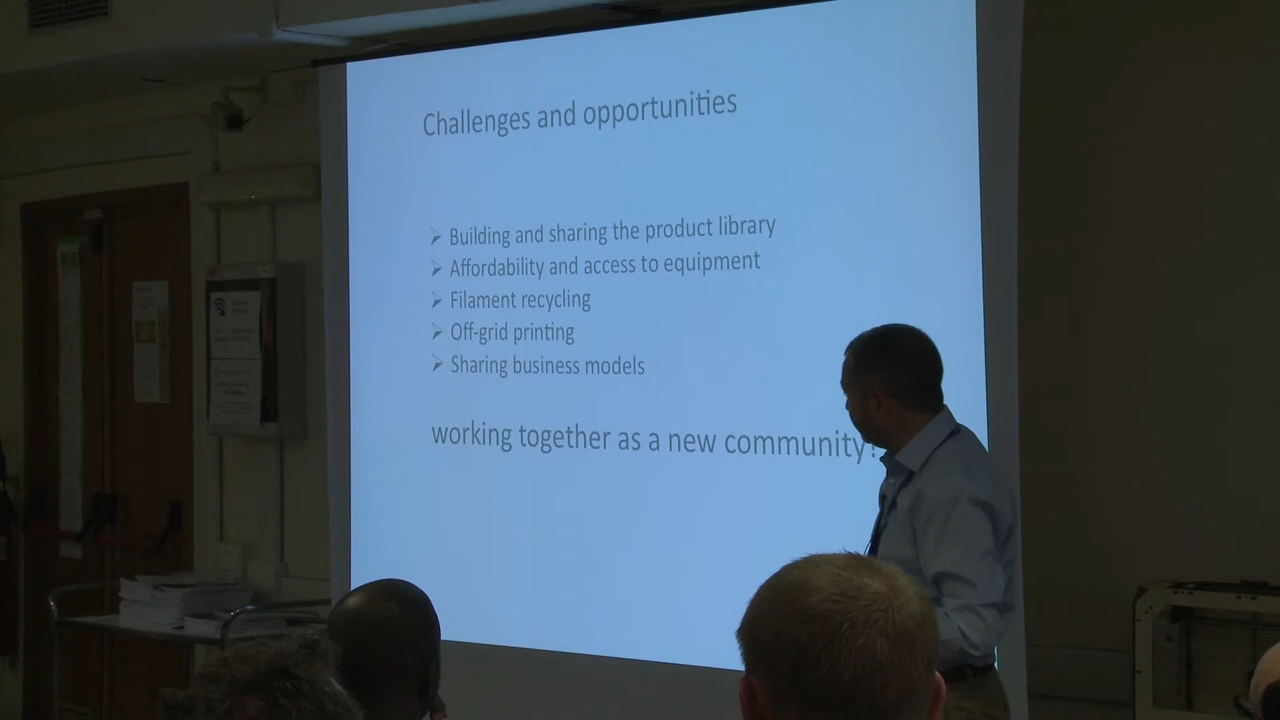 Challenges and opportunities
Building and sharing the product library
Affordability and access to equipment
Filament recycling
Off-grid printing
Sharing business models
working together as a new community!